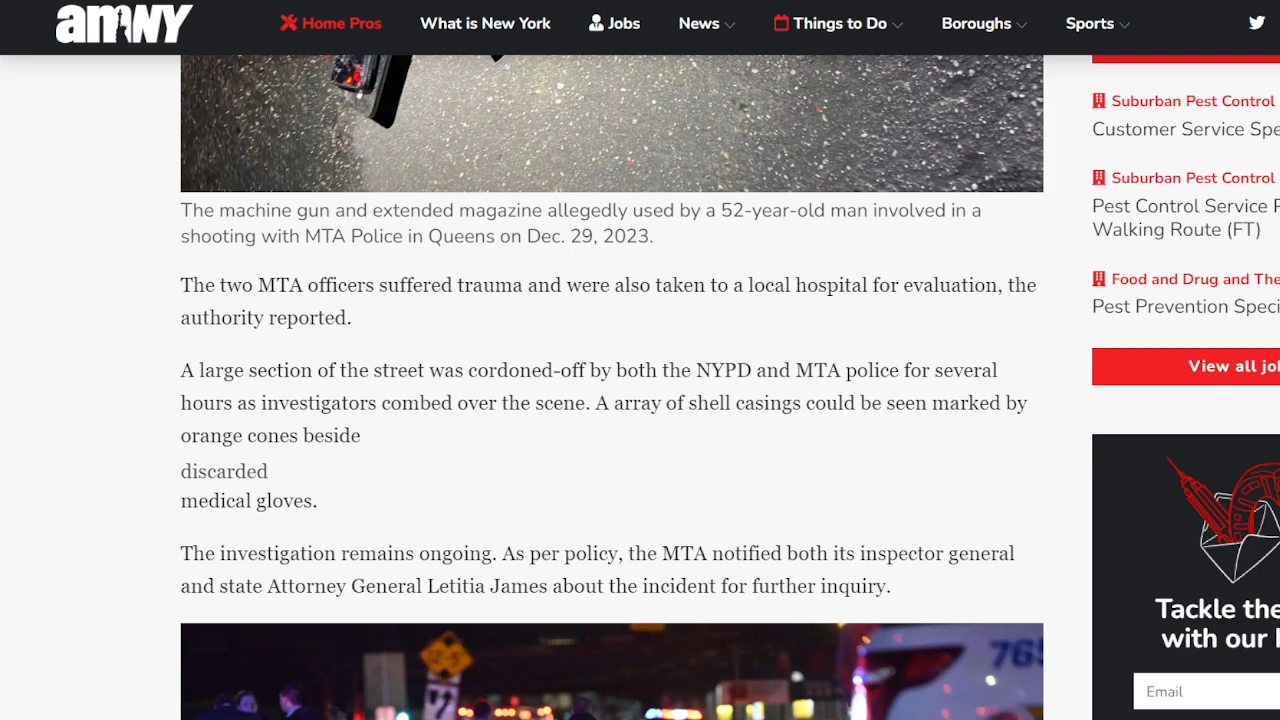 amNY
Home Pros
What is New York
Jobs
News
Things to Do
Boroughs
Sports
The machine gun and extended magazine allegedly used by a 52-year-old man involved in a
shooting with MTA Police in Queens on Dec. 29, 2023.
The two MTA officers suffered trauma and were also taken to a local hospital for evaluation, the
authority reported.
A large section of the street was cordoned-off by both the NYPD and MTA police for several
hours as investigators combed over the scene. A array of shell casings could be seen marked by
orange cones beside
discarded
medical gloves.
The investigation remains ongoing. As per policy, the MTA notified both its inspector general
and state Attorney General Letitia James about the incident for further inquiry.
Suburban Pest Control
Customer Service Spe
Suburban Pest Control
Pest Control Service
Walking Route (FT)
Food and Drug and The
Pest Prevention Speci
View all jo
Tackle the
with our
Email